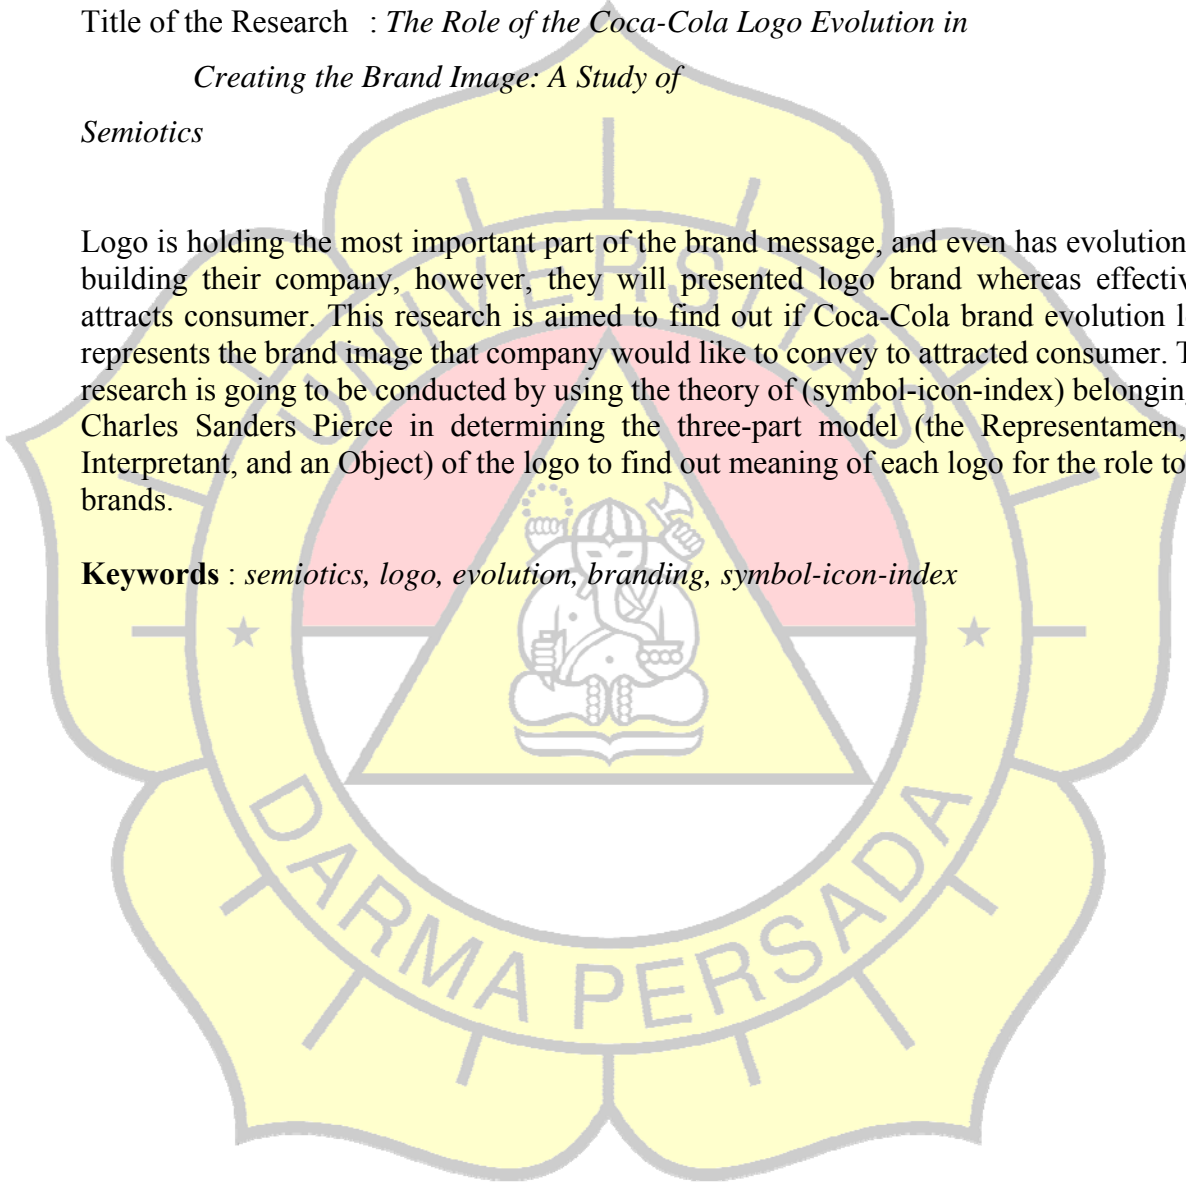 Title of the Research : The Role of the Coca-Cola Logo Evolution in
Creating the Brand Image: A Study of
Semiotics
Logo is holding the most important part of the brand message, and even has evolution
building their company, however, they will presented logo brand whereas effectiv
attracts consumer. This research is aimed to find out if Coca-Cola brand evolution l
represents the brand image that company would like to convey to attracted consumer. T
research is going to be conducted by using the theory of (symbol-icon-index) belonging
Charles Sanders Pierce in determining the three-part model (the Representamen,
Interpretant, and an Object) of the logo to find out meaning of each logo for the role to
brands.
Keywords : semiotics, logo, evolution, branding, symbol-icon-index
UNIVERSITAS
DARMA PERSADA